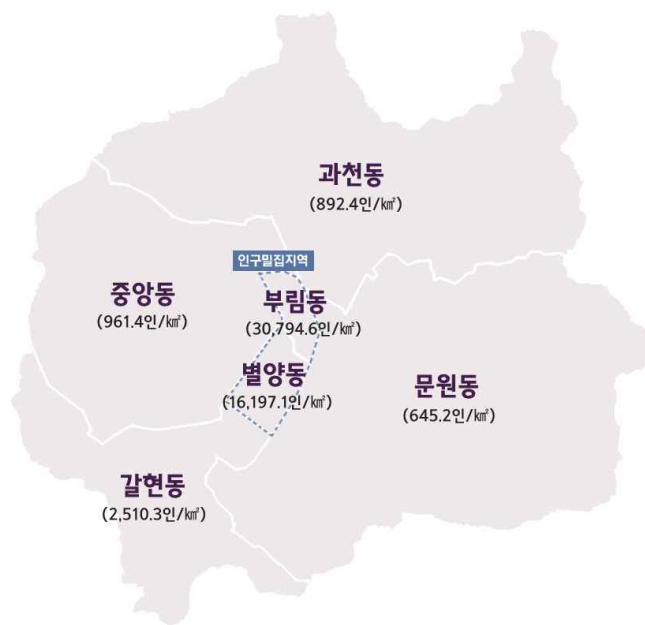 과천동
(892.4인/㎢)
인구밀집지역
중앙동
(961.4인/㎢)
부림동
(30,794.6인/㎢)
별양동
(16,197.1인/㎢)
문원동
(645.2인/㎢)
갈현동
(2,510.3인/㎢)